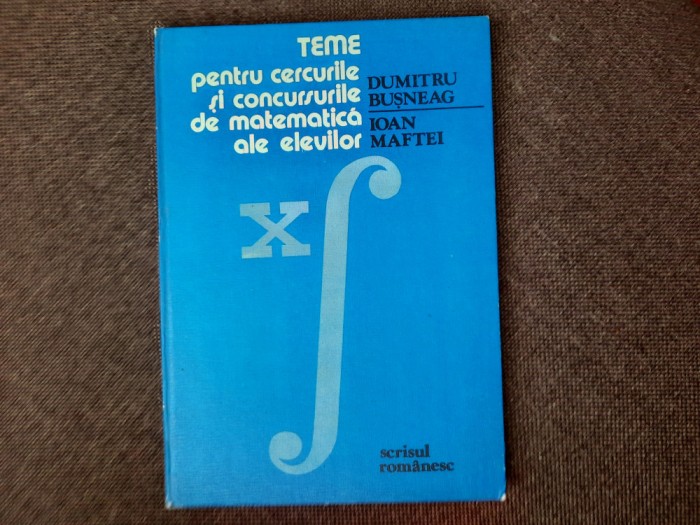 TEME
pentru cercurile
și concursurile
de matematică
ale elevilor
DUMITRU
BUȘNEAG
IOAN
MAFTEI
x∫
scrisul
românesc